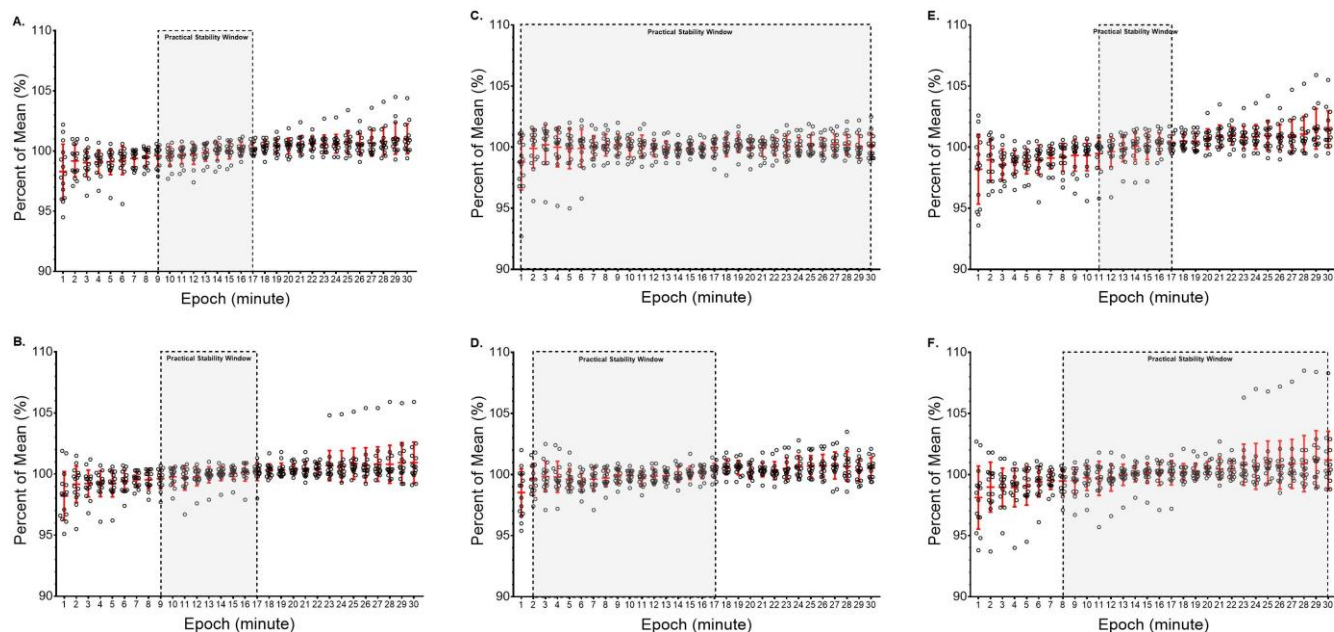 A.
110
Practical Stability Window
105
100
95
90
1 2 3 4 5 6 7 8 9 10 11 12 13 14 15 16 17 18 19 20 21 22 23 24 25 26 27 28 29 30
Percent of Mean (%)
Epoch (minute)
C.
110
Practical Stability Window
105
100
95
90
1 2 3 4 5 6 7 8 9 10 11 12 13 14 15 16 17 18 19 20 21 22 23 24 25 26 27 28 29 30
Percent of Mean (%)
Epoch (minute)
E.
110
Practical Stability Window
105
100
95
90
1 2 3 4 5 6 7 8 9 10 11 12 13 14 15 16 17 18 19 20 21 22 23 24 25 26 27 28 29 30
Percent of Mean (%)
Epoch (minute)
B.
110
Practical Stability Window
105
100
95
90
1 2 3 4 5 6 7 8 9 10 11 12 13 14 15 16 17 18 19 20 21 22 23 24 25 26 27 28 29 30
Percent of Mean (%)
Epoch (minute)
D.
110
Practical Stability Window
105
100
95
90
1 2 3 4 5 6 7 8 9 10 11 12 13 14 15 16 17 18 19 20 21 22 23 24 25 26 27 28 29 30
Percent of Mean (%)
Epoch (minute)
F.
110
Practical Stability Window
105
100
95
90
1 2 3 4 5 6 7 8 9 10 11 12 13 14 15 16 17 18 19 20 21 22 23 24 25 26 27 28 29 30
Percent of Mean (%)
Epoch (minute)